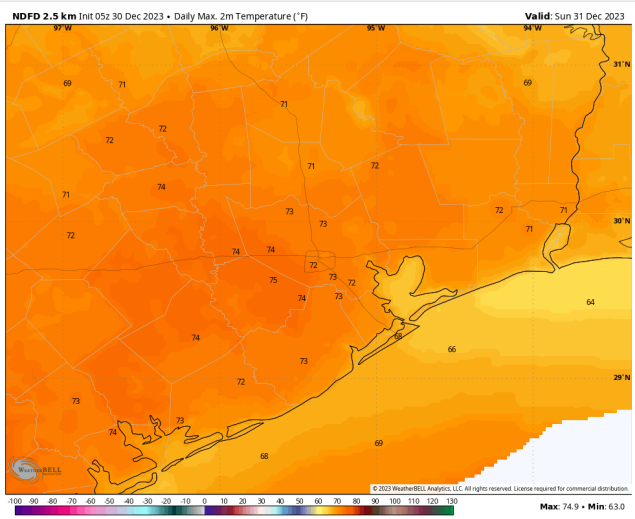 NDFD 2.5 km Init 05z 30 Dec 2023 • Daily Max. 2m Temperature (°F)
Valid: Sun 31 Dec 2023
97°W 96°W 95°W 94°W
31°N
69 71 69
71
72 72
71 72
74
71
73 72 71
30°N
73 71
72
74 74
72
73 72
75
74 73
64
74 68
66
73
29°N
72
73
73
74
69
68
WeatherBELL
© 2023 WeatherBELL Analytics, LLC. All rights reserved. License required for commercial distribution.
-100 -90 -80 -70 -60 -50 -40 -30 -20 -10 0 10 20 30 40 50 60 70 80 90 100 110 120 130
Max: 74.9 • Min: 63.0